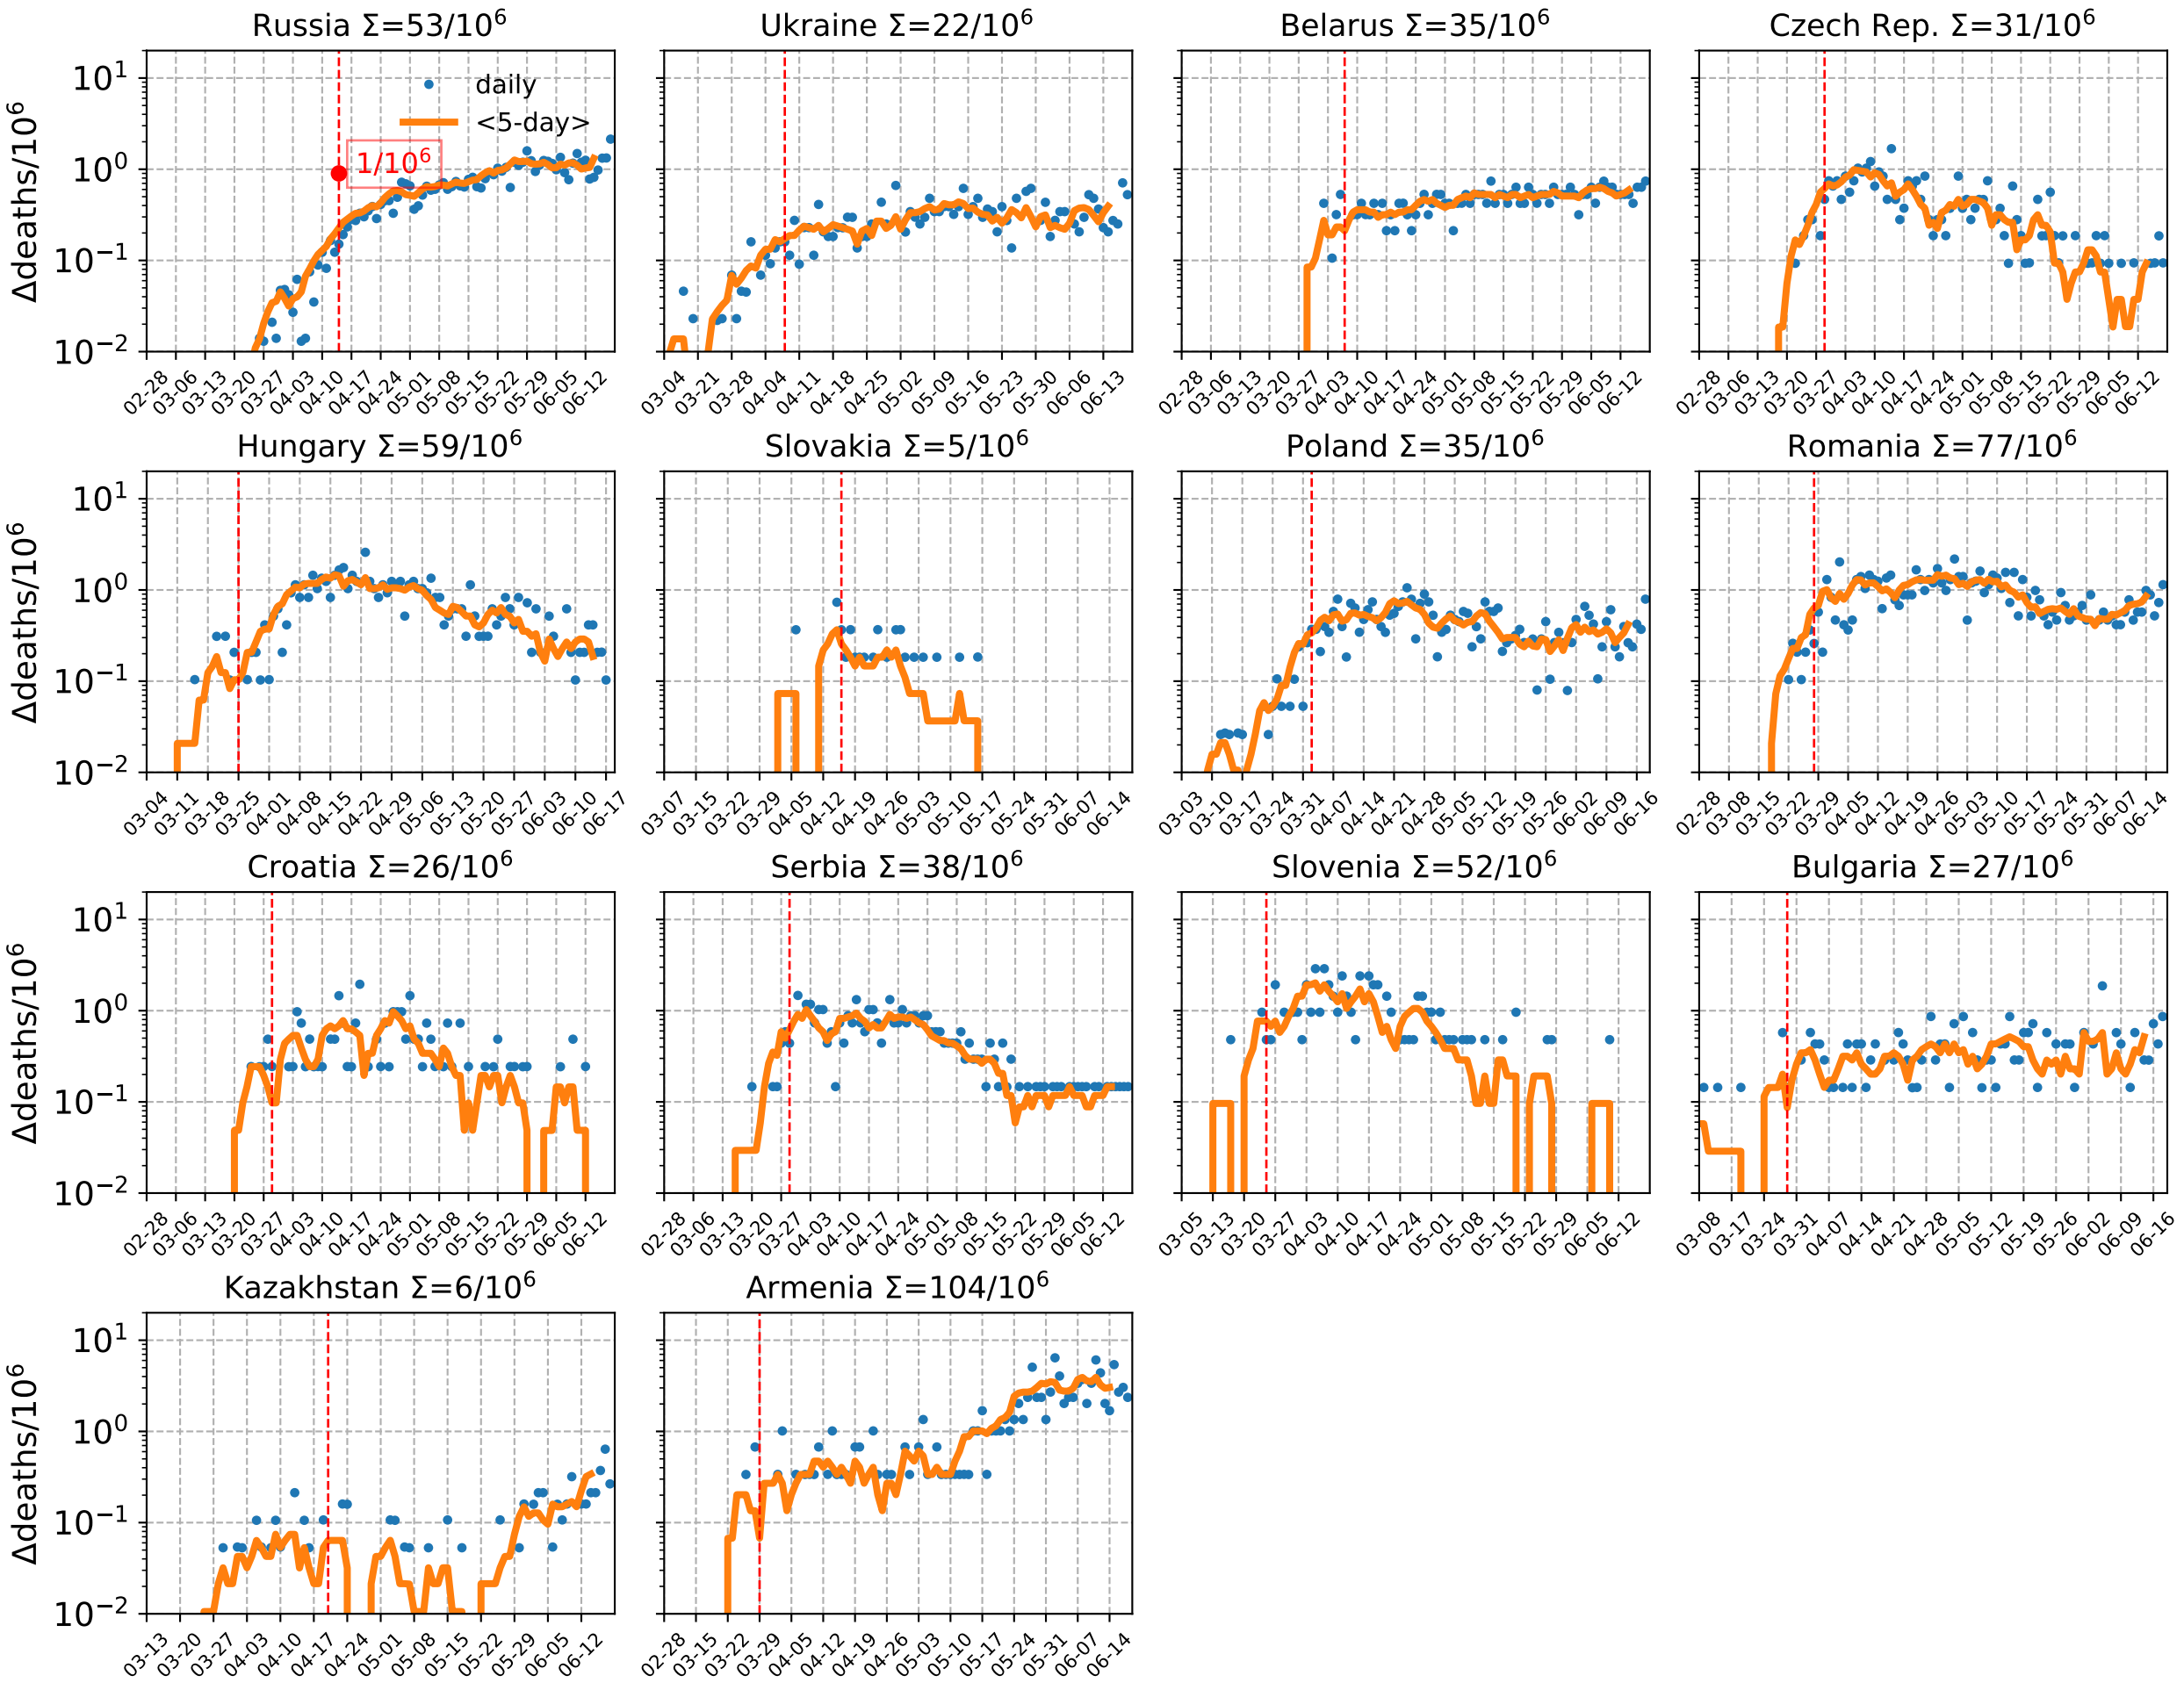 Russia Σ=53/10⁶ Ukraine Σ=22/10⁶ Belarus Σ=35/10⁶ Czech Rep. Σ=31/10⁶
Δdeaths/10⁶
10¹
10⁰
10⁻¹
10⁻²
daily
<5-day>
1/10⁶
02-28 03-06 03-13 03-20 03-27 04-03 04-10 04-17 04-24 05-01 05-08 05-15 05-22 05-29 06-05 06-12
03-04 03-21 03-28 04-04 04-11 04-18 04-25 05-02 05-09 05-16 05-23 05-30 06-06 06-13
02-28 03-06 03-13 03-20 03-27 04-03 04-10 04-17 04-24 05-01 05-08 05-15 05-22 05-29 06-05 06-12
02-28 03-06 03-13 03-20 03-27 04-03 04-10 04-17 04-24 05-01 05-08 05-15 05-22 05-29 06-05 06-12
Hungary Σ=59/10⁶ Slovakia Σ=5/10⁶ Poland Σ=35/10⁶ Romania Σ=77/10⁶
Δdeaths/10⁶
10¹
10⁰
10⁻¹
10⁻²
03-04 03-11 03-18 03-25 04-01 04-08 04-15 04-22 04-29 05-06 05-13 05-20 05-27 06-03 06-10 06-17
03-07 03-15 03-22 03-29 04-05 04-12 04-19 04-26 05-03 05-10 05-17 05-24 05-31 06-07 06-14
03-03 03-10 03-17 03-24 03-31 04-07 04-14 04-21 04-28 05-05 05-12 05-19 05-26 06-02 06-09 06-16
02-28 03-08 03-15 03-22 03-29 04-05 04-12 04-19 04-26 05-03 05-10 05-17 05-24 05-31 06-07 06-14
Croatia Σ=26/10⁶ Serbia Σ=38/10⁶ Slovenia Σ=52/10⁶ Bulgaria Σ=27/10⁶
Δdeaths/10⁶
10¹
10⁰
10⁻¹
10⁻²
02-28 03-06 03-13 03-20 03-27 04-03 04-10 04-17 04-24 05-01 05-08 05-15 05-22 05-29 06-05 06-12
02-28 03-06 03-13 03-20 03-27 04-03 04-10 04-17 04-24 05-01 05-08 05-15 05-22 05-29 06-05 06-12
03-05 03-13 03-20 03-27 04-03 04-10 04-17 04-24 05-01 05-08 05-15 05-22 05-29 06-05 06-12
03-08 03-17 03-24 03-31 04-07 04-14 04-21 04-28 05-05 05-12 05-19 05-26 06-02 06-09 06-16
Kazakhstan Σ=6/10⁶ Armenia Σ=104/10⁶
Δdeaths/10⁶
10¹
10⁰
10⁻¹
10⁻²
03-13 03-20 03-27 04-03 04-10 04-17 04-24 05-01 05-08 05-15 05-22 05-29 06-05 06-12
02-28 03-15 03-22 03-29 04-05 04-12 04-19 04-26 05-03 05-10 05-17 05-24 05-31 06-07 06-14